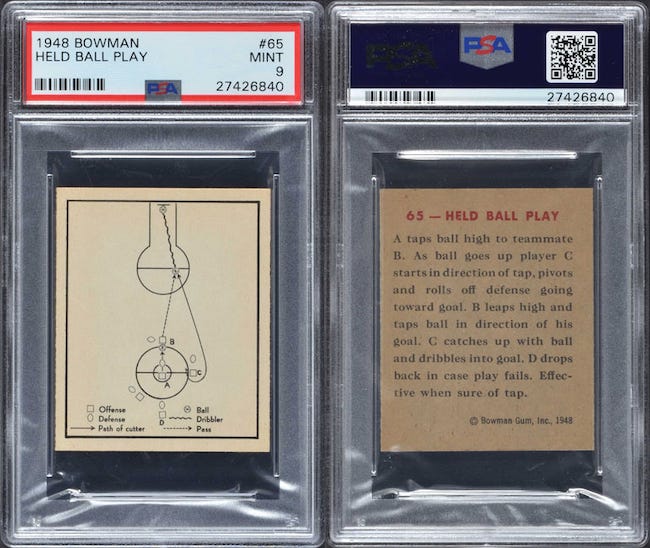 1948 BOWMAN #65
HELD BALL PLAY MINT
9
PSA 27426840
B
C
A
D
Offense Ball
Defense Dribbler
Path of cutter Pass
PSA PSA
27426840
65 — HELD BALL PLAY
A taps ball high to teammate
B. As ball goes up player C
starts in direction of tap, pivots
and rolls off defense going
toward goal. B leaps high and
taps ball in direction of his
goal. C catches up with ball
and dribbles into goal. D drops
back in case play fails. Effec-
tive when sure of tap.
© Bowman Gum, Inc., 1948